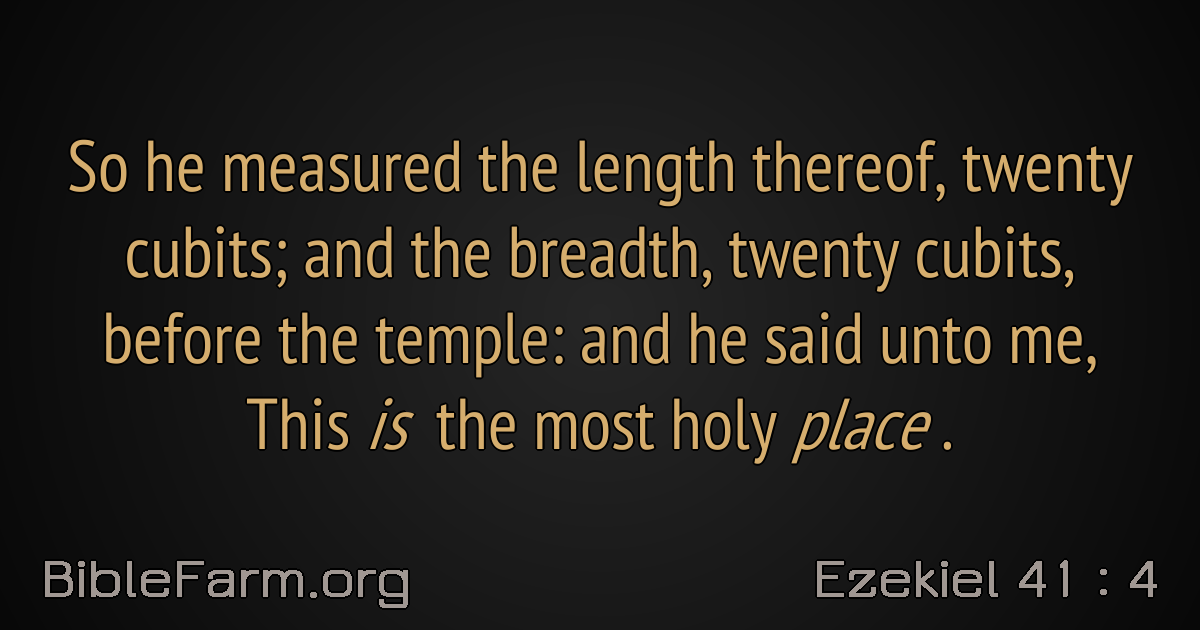 So he measured the length thereof, twenty
cubits; and the breadth, twenty cubits,
before the temple: and he said unto me,
This is the most holy place .
BibleFarm.org
Ezekiel 41 : 4